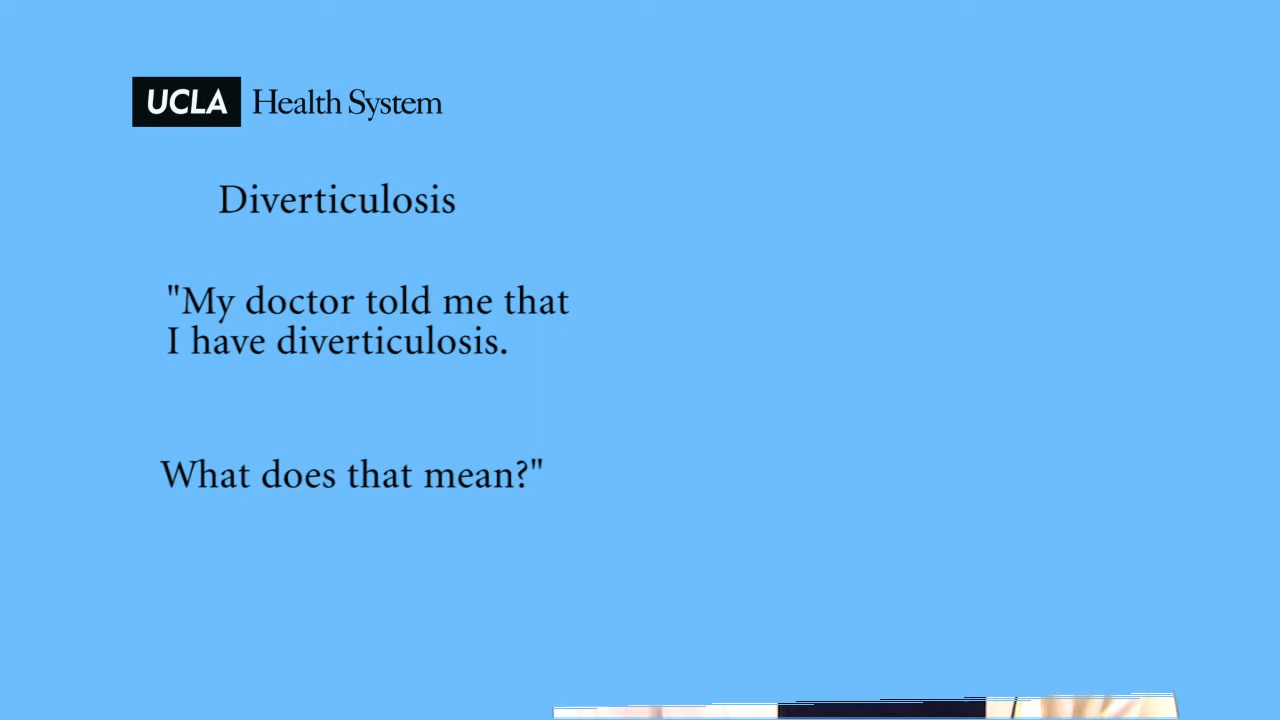 UCLA Health System
Diverticulosis
"My doctor told me that
I have diverticulosis.
What does that mean?"